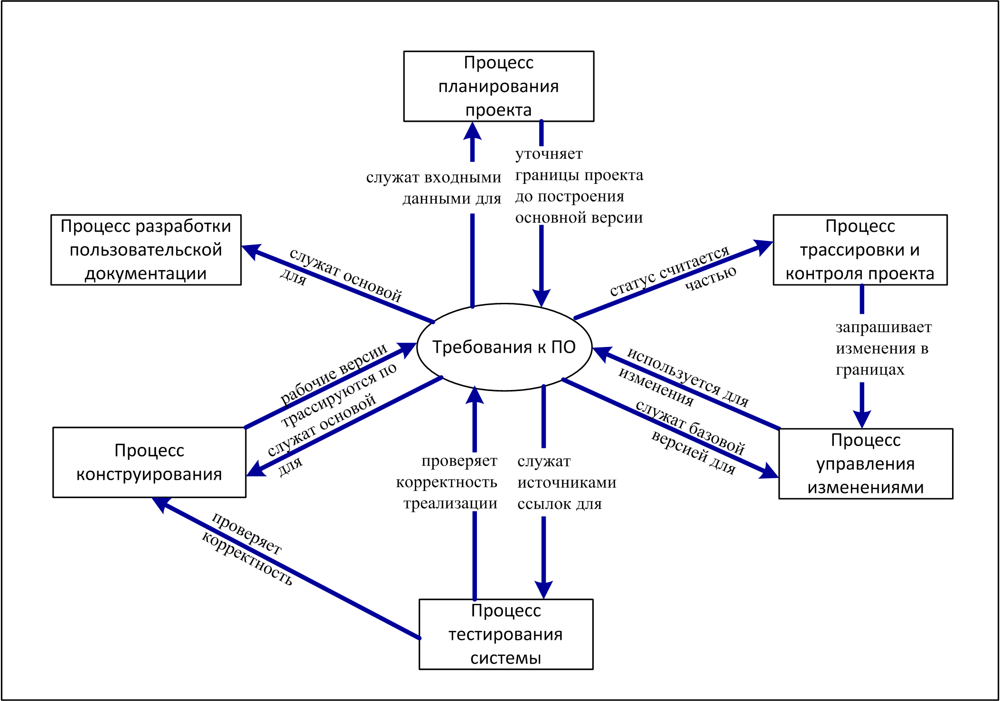 Процесс
планирования
проекта
служат входными
данными для
уточняет
границы проекта
до построения
основной версии
Процесс разработки
пользовательской
документации
служат основой
для
статус считается
частью
Процесс
трассировки и
контроля проекта
запрашивает
изменения в
границах
Требования к ПО
рабочие версии
трассируются по
служат основой
для
используется для
изменения
служат базовой
версией для
Процесс
конструирования
проверяет
корректность
треализации
служат
источниками
ссылок для
Процесс
управления
изменениями
проверяет
корректность
Процесс
тестирования
системы